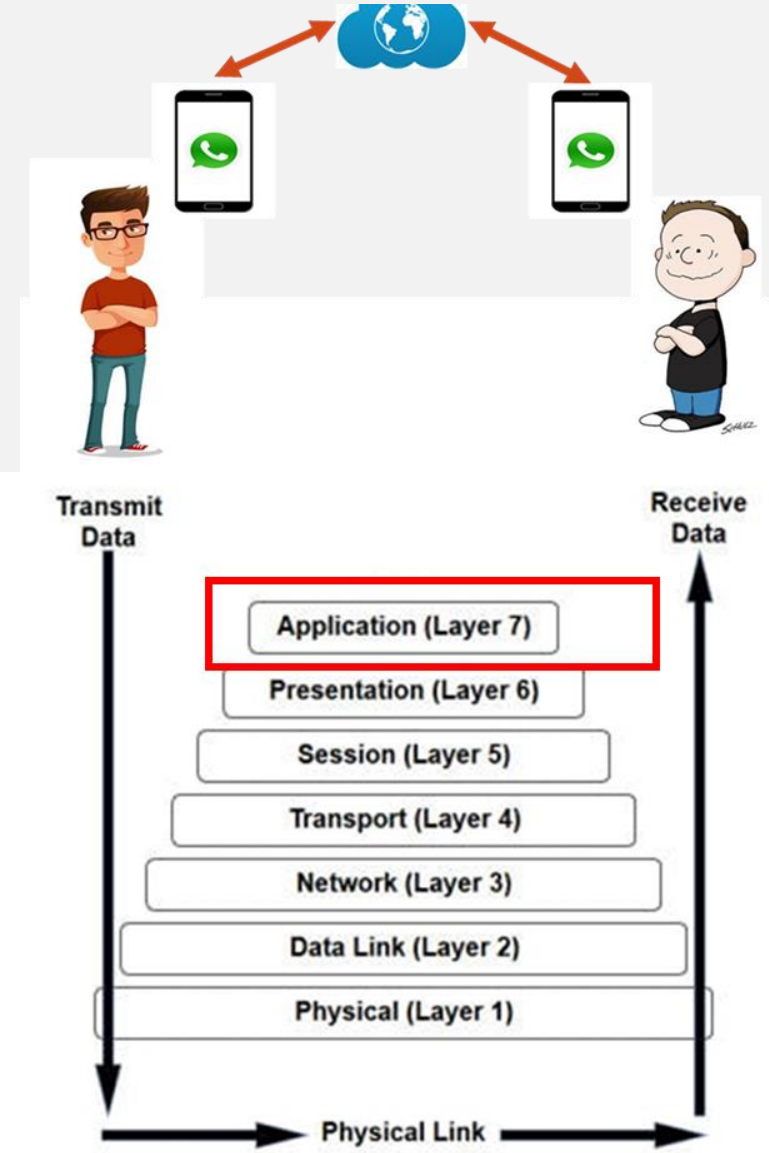 SCHULZ
Transmit
Data
Receive
Data
Application (Layer 7)
Presentation (Layer 6)
Session (Layer 5)
Transport (Layer 4)
Network (Layer 3)
Data Link (Layer 2)
Physical (Layer 1)
Physical Link